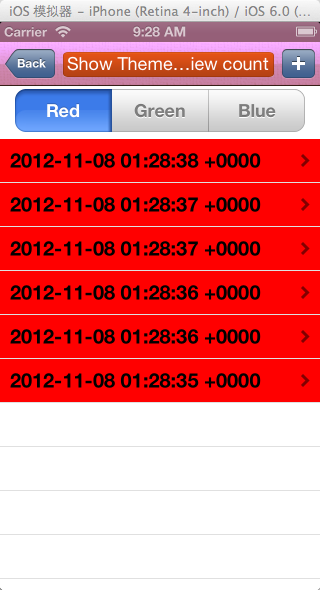 iOS 模拟器 - iPhone (Retina 4-inch) / iOS 6.0 (...
Carrier 9:28 AM
Back Show Theme...iew count +
Red Green Blue
2012-11-08 01:28:38 +0000
2012-11-08 01:28:37 +0000
2012-11-08 01:28:37 +0000
2012-11-08 01:28:36 +0000
2012-11-08 01:28:36 +0000
2012-11-08 01:28:35 +0000